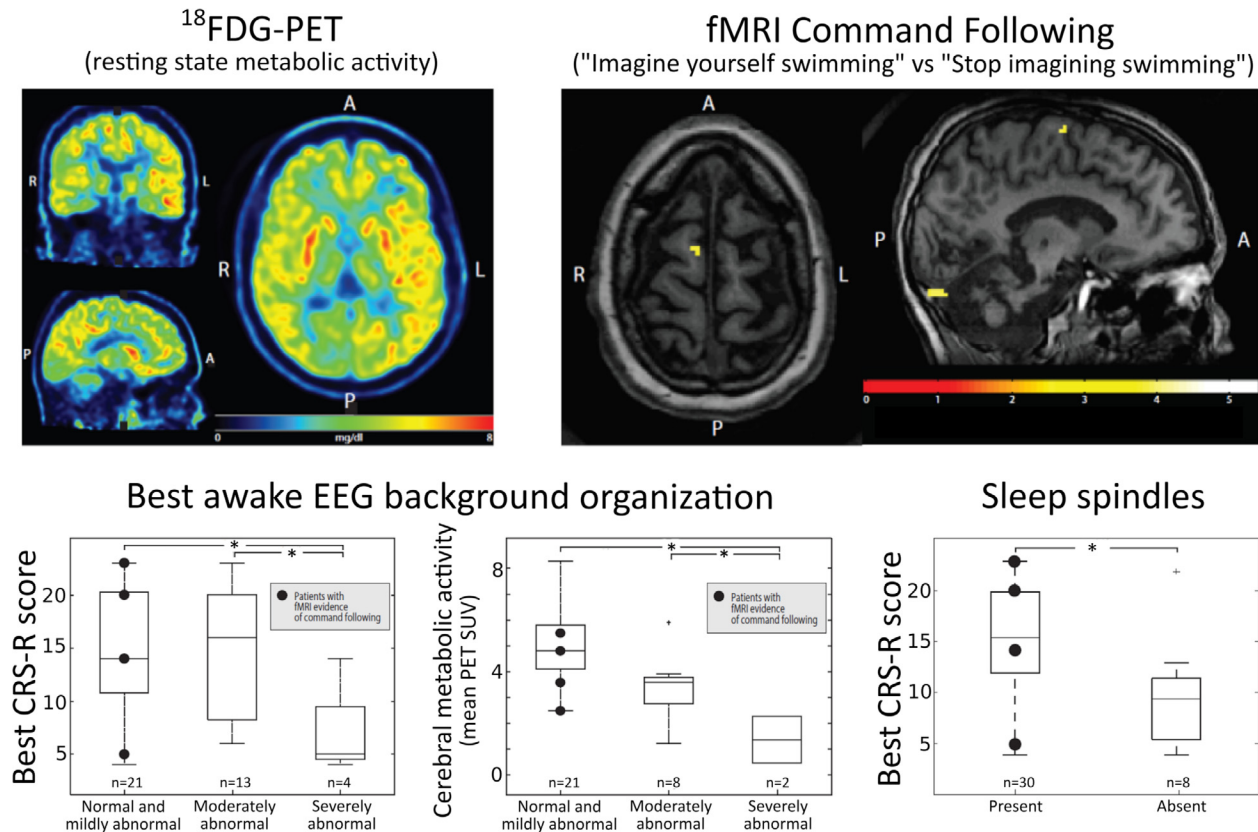 ¹⁸FDG-PET
(resting state metabolic activity)
fMRI Command Following
("Imagine yourself swimming" vs "Stop imagining swimming")
R
L
P
A
A
R
L
P
0
mg/dl
8
A
R
L
P
P
A
0
1
2
3
4
5
Best awake EEG background organization
Best CRS-R score
20
15
10
5
*
*
Patients with
fMRI evidence
of command following
n=21
n=13
n=4
Normal and
mildly abnormal
Moderately
abnormal
Severely
abnormal
Cerebral metabolic activity
(mean PET SUV)
8
4
2
0
*
*
Patients with
fMRI evidence
of command following
n=21
n=8
n=2
Normal and
mildly abnormal
Moderately
abnormal
Severely
abnormal
Sleep spindles
Best CRS-R score
20
15
10
5
*
n=30
n=8
Present
Absent